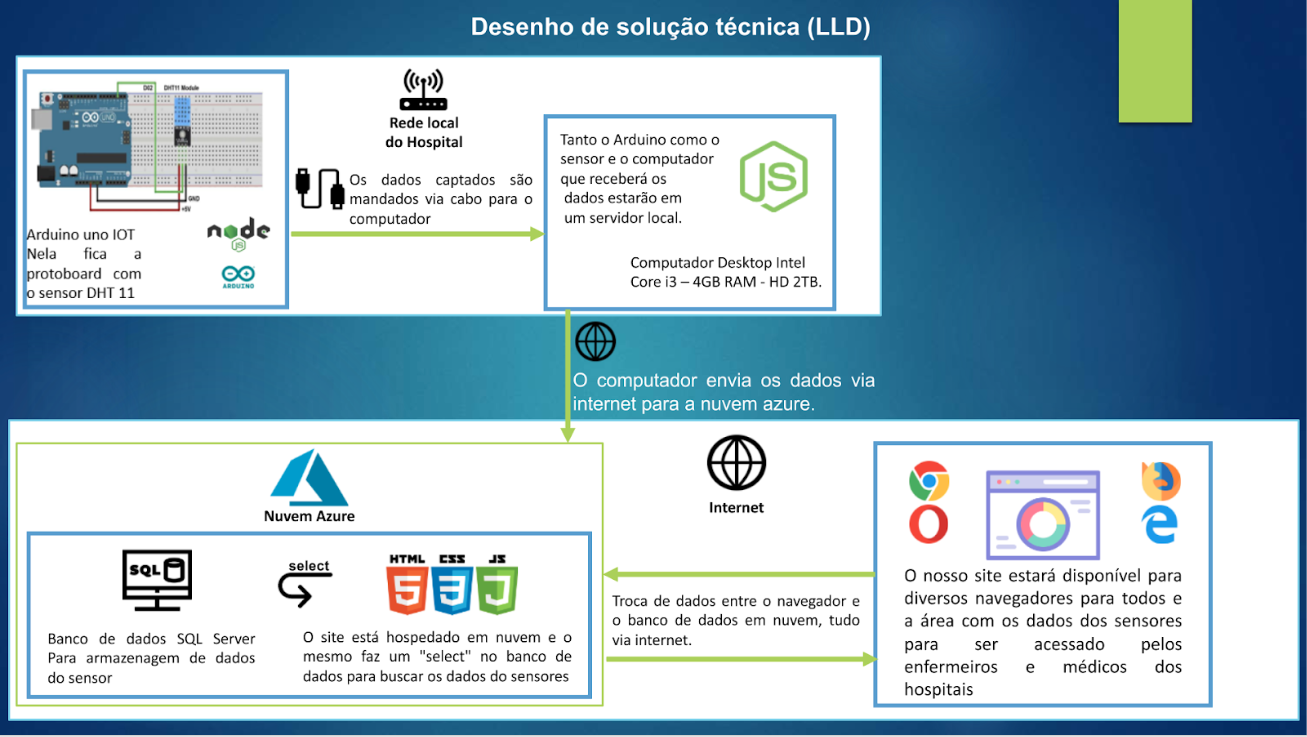 Desenho de solução técnica (LLD)
D02
DHT11 Module
ARDUINO
UNO
GND
+5V
Arduino uno IOT
Nela fica a
protoboard com
o sensor DHT 11
node
JS
ARDUINO
Rede local
do Hospital
Os dados captados são
mandados via cabo para o
computador
Tanto o Arduino como o
sensor e o computador
que receberá os
dados estarão em
um servidor local.
JS
Computador Desktop Intel
Core i3 – 4GB RAM - HD 2TB.
O computador envia os dados via
internet para a nuvem azure.
Nuvem Azure
SQL
select
HTML CSS JS
5 3 J
Banco de dados SQL Server
Para armazenagem de dados
do sensor
O site está hospedado em nuvem e o
mesmo faz um "select" no banco de
dados para buscar os dados do sensores
Internet
Troca de dados entre o navegador e
o banco de dados em nuvem, tudo
via internet.
O nosso site estará disponível para
diversos navegadores para todos e
a área com os dados dos sensores
para ser acessado pelos
enfermeiros e médicos dos
hospitais